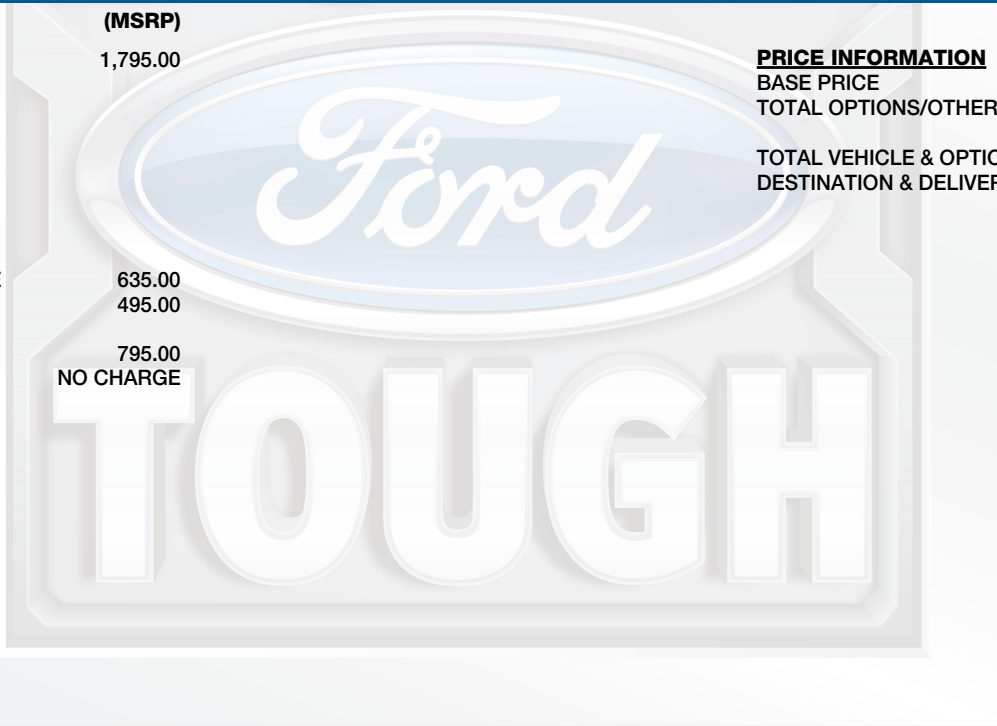 (MSRP)
1,795.00
635.00
495.00
795.00
NO CHARGE
PRICE INFORMATION
BASE PRICE
TOTAL OPTIONS/OTHER
TOTAL VEHICLE & OPTIO
DESTINATION & DELIVER
Ford
TOUGH